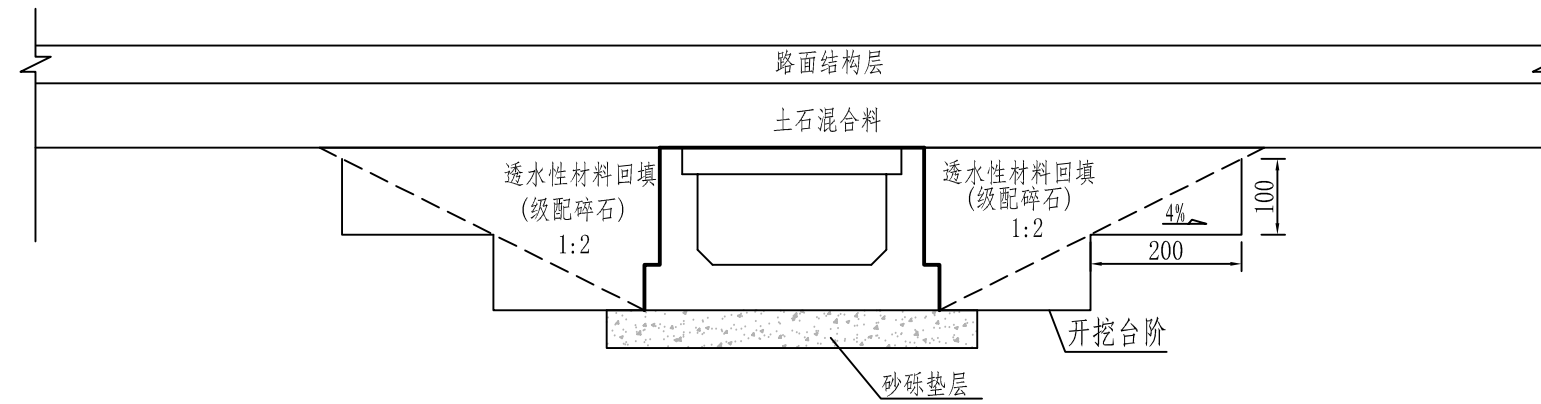 路面结构层
土石混合料
透水性材料回填
(级配碎石)
1:2
透水性材料回填
(级配碎石)
1:2
4%
100
200
开挖台阶
砂砾垫层